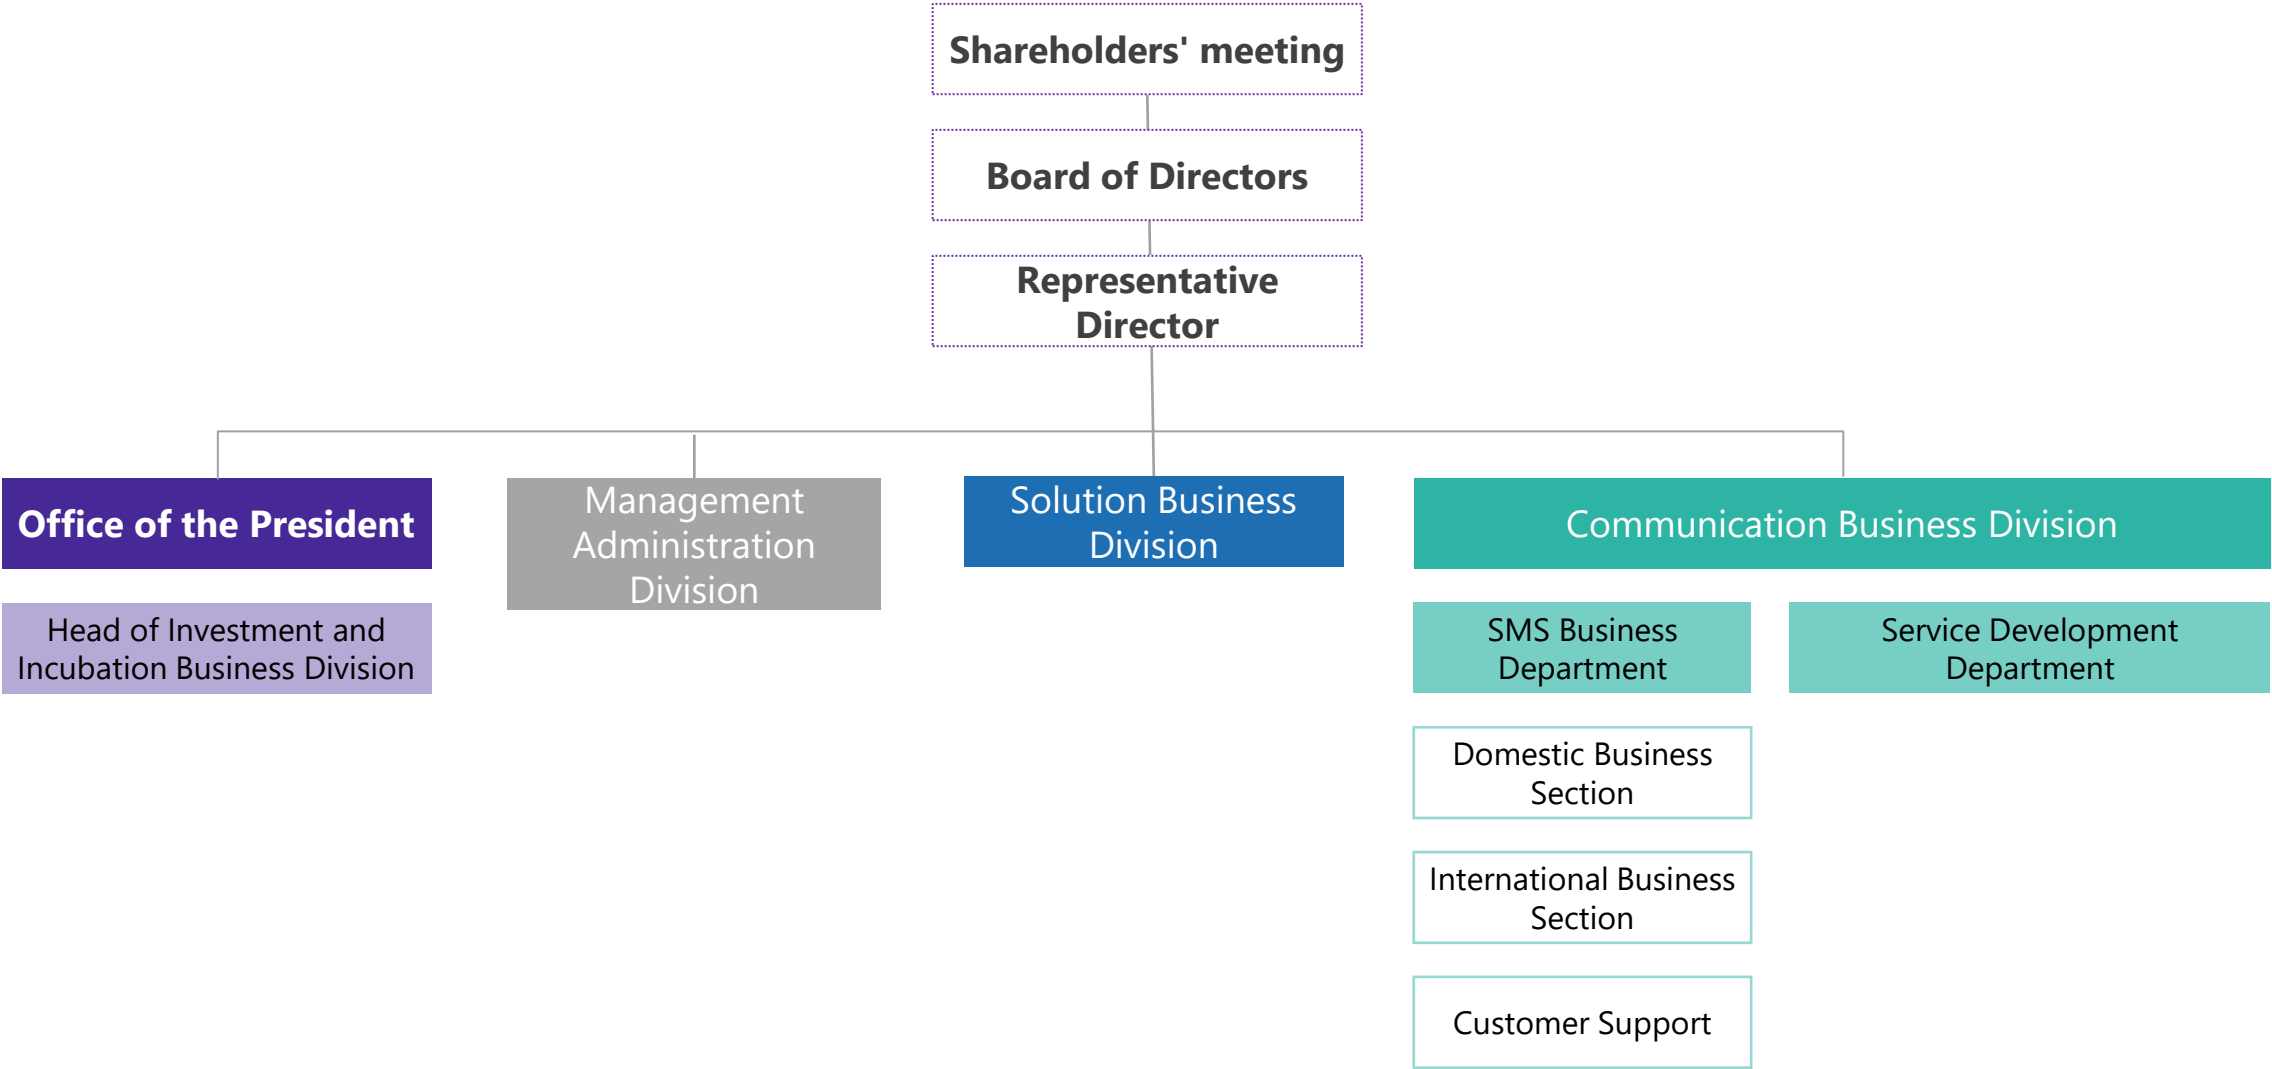 Shareholders' meeting
Board of Directors
Representative
Director
Office of the President
Management
Administration
Division
Solution Business
Division
Communication Business Division
Head of Investment and
Incubation Business Division
SMS Business
Department
Service Development
Department
Domestic Business
Section
International Business
Section
Customer Support